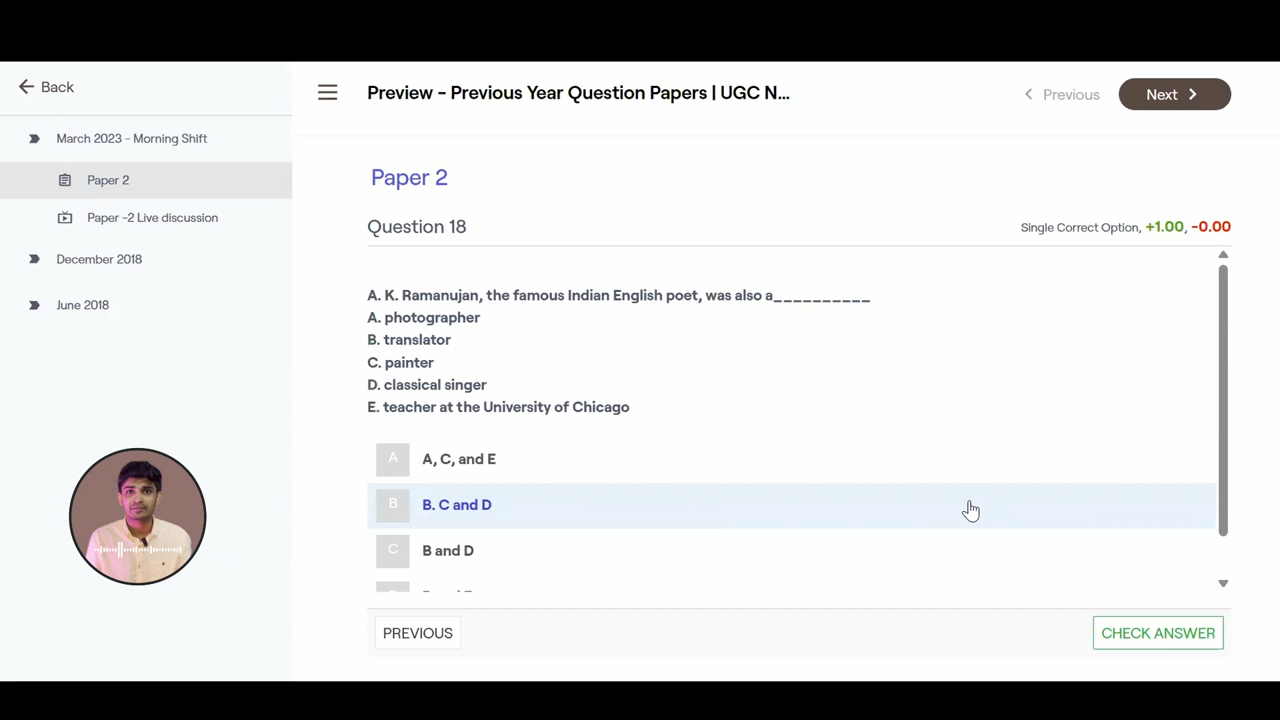 Back
Preview - Previous Year Question Papers | UGC N...
Previous
Next
March 2023 - Morning Shift
Paper 2
Paper -2 Live discussion
December 2018
June 2018
Paper 2
Question 18
Single Correct Option, +1.00, -0.00
A. K. Ramanujan, the famous Indian English poet, was also a__________
A. photographer
B. translator
C. painter
D. classical singer
E. teacher at the University of Chicago
A A, C, and E
B B. C and D
C B and D
PREVIOUS
CHECK ANSWER